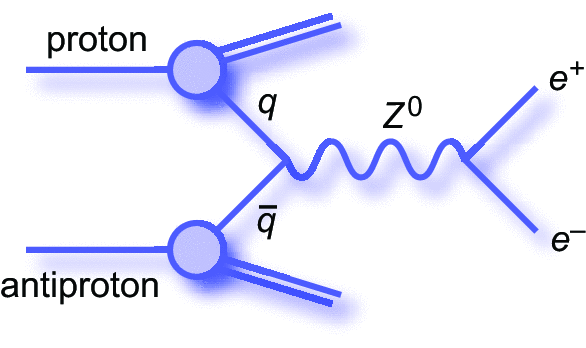 proton
q
Z⁰
e⁺
q̅
e⁻
antiproton